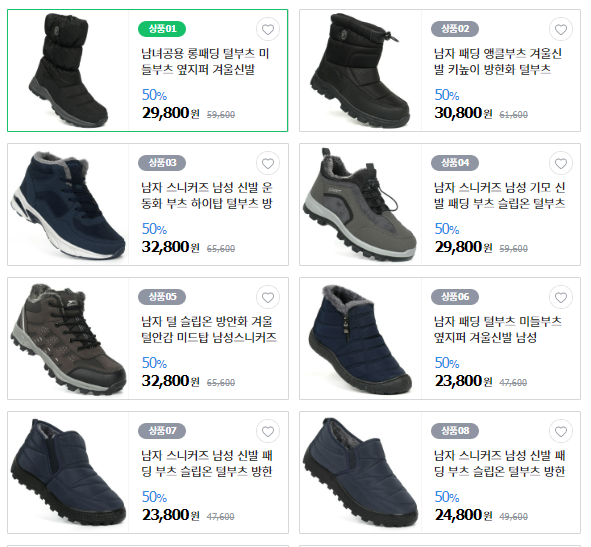 상품01
남녀공용 롱패딩 털부츠 미
들부츠 옆지퍼 겨울신발
50%
29,800원 59,600
상품02
남자 패딩 앵클부츠 겨울신
발 키높이 방한화 털부츠
50%
30,800원 61,600
상품03
남자 스니커즈 남성 신발 운
동화 부츠 하이탑 털부츠 방
50%
32,800원 65,600
상품04
남자 스니커즈 남성 기모 신
발 패딩 부츠 슬립온 털부츠
50%
29,800원 59,600
상품05
남자 털 슬립온 방안화 겨울
털안감 미드탑 남성스니커즈
50%
32,800원 65,600
상품06
남자 패딩 털부츠 미들부츠
옆지퍼 겨울신발 남성
50%
23,800원 47,600
상품07
남자 스니커즈 남성 신발 패
딩 부츠 슬립온 털부츠 방한
50%
23,800원 47,600
상품08
남자 스니커즈 남성 신발 패
딩 부츠 슬립온 털부츠 방한
50%
24,800원 49,600